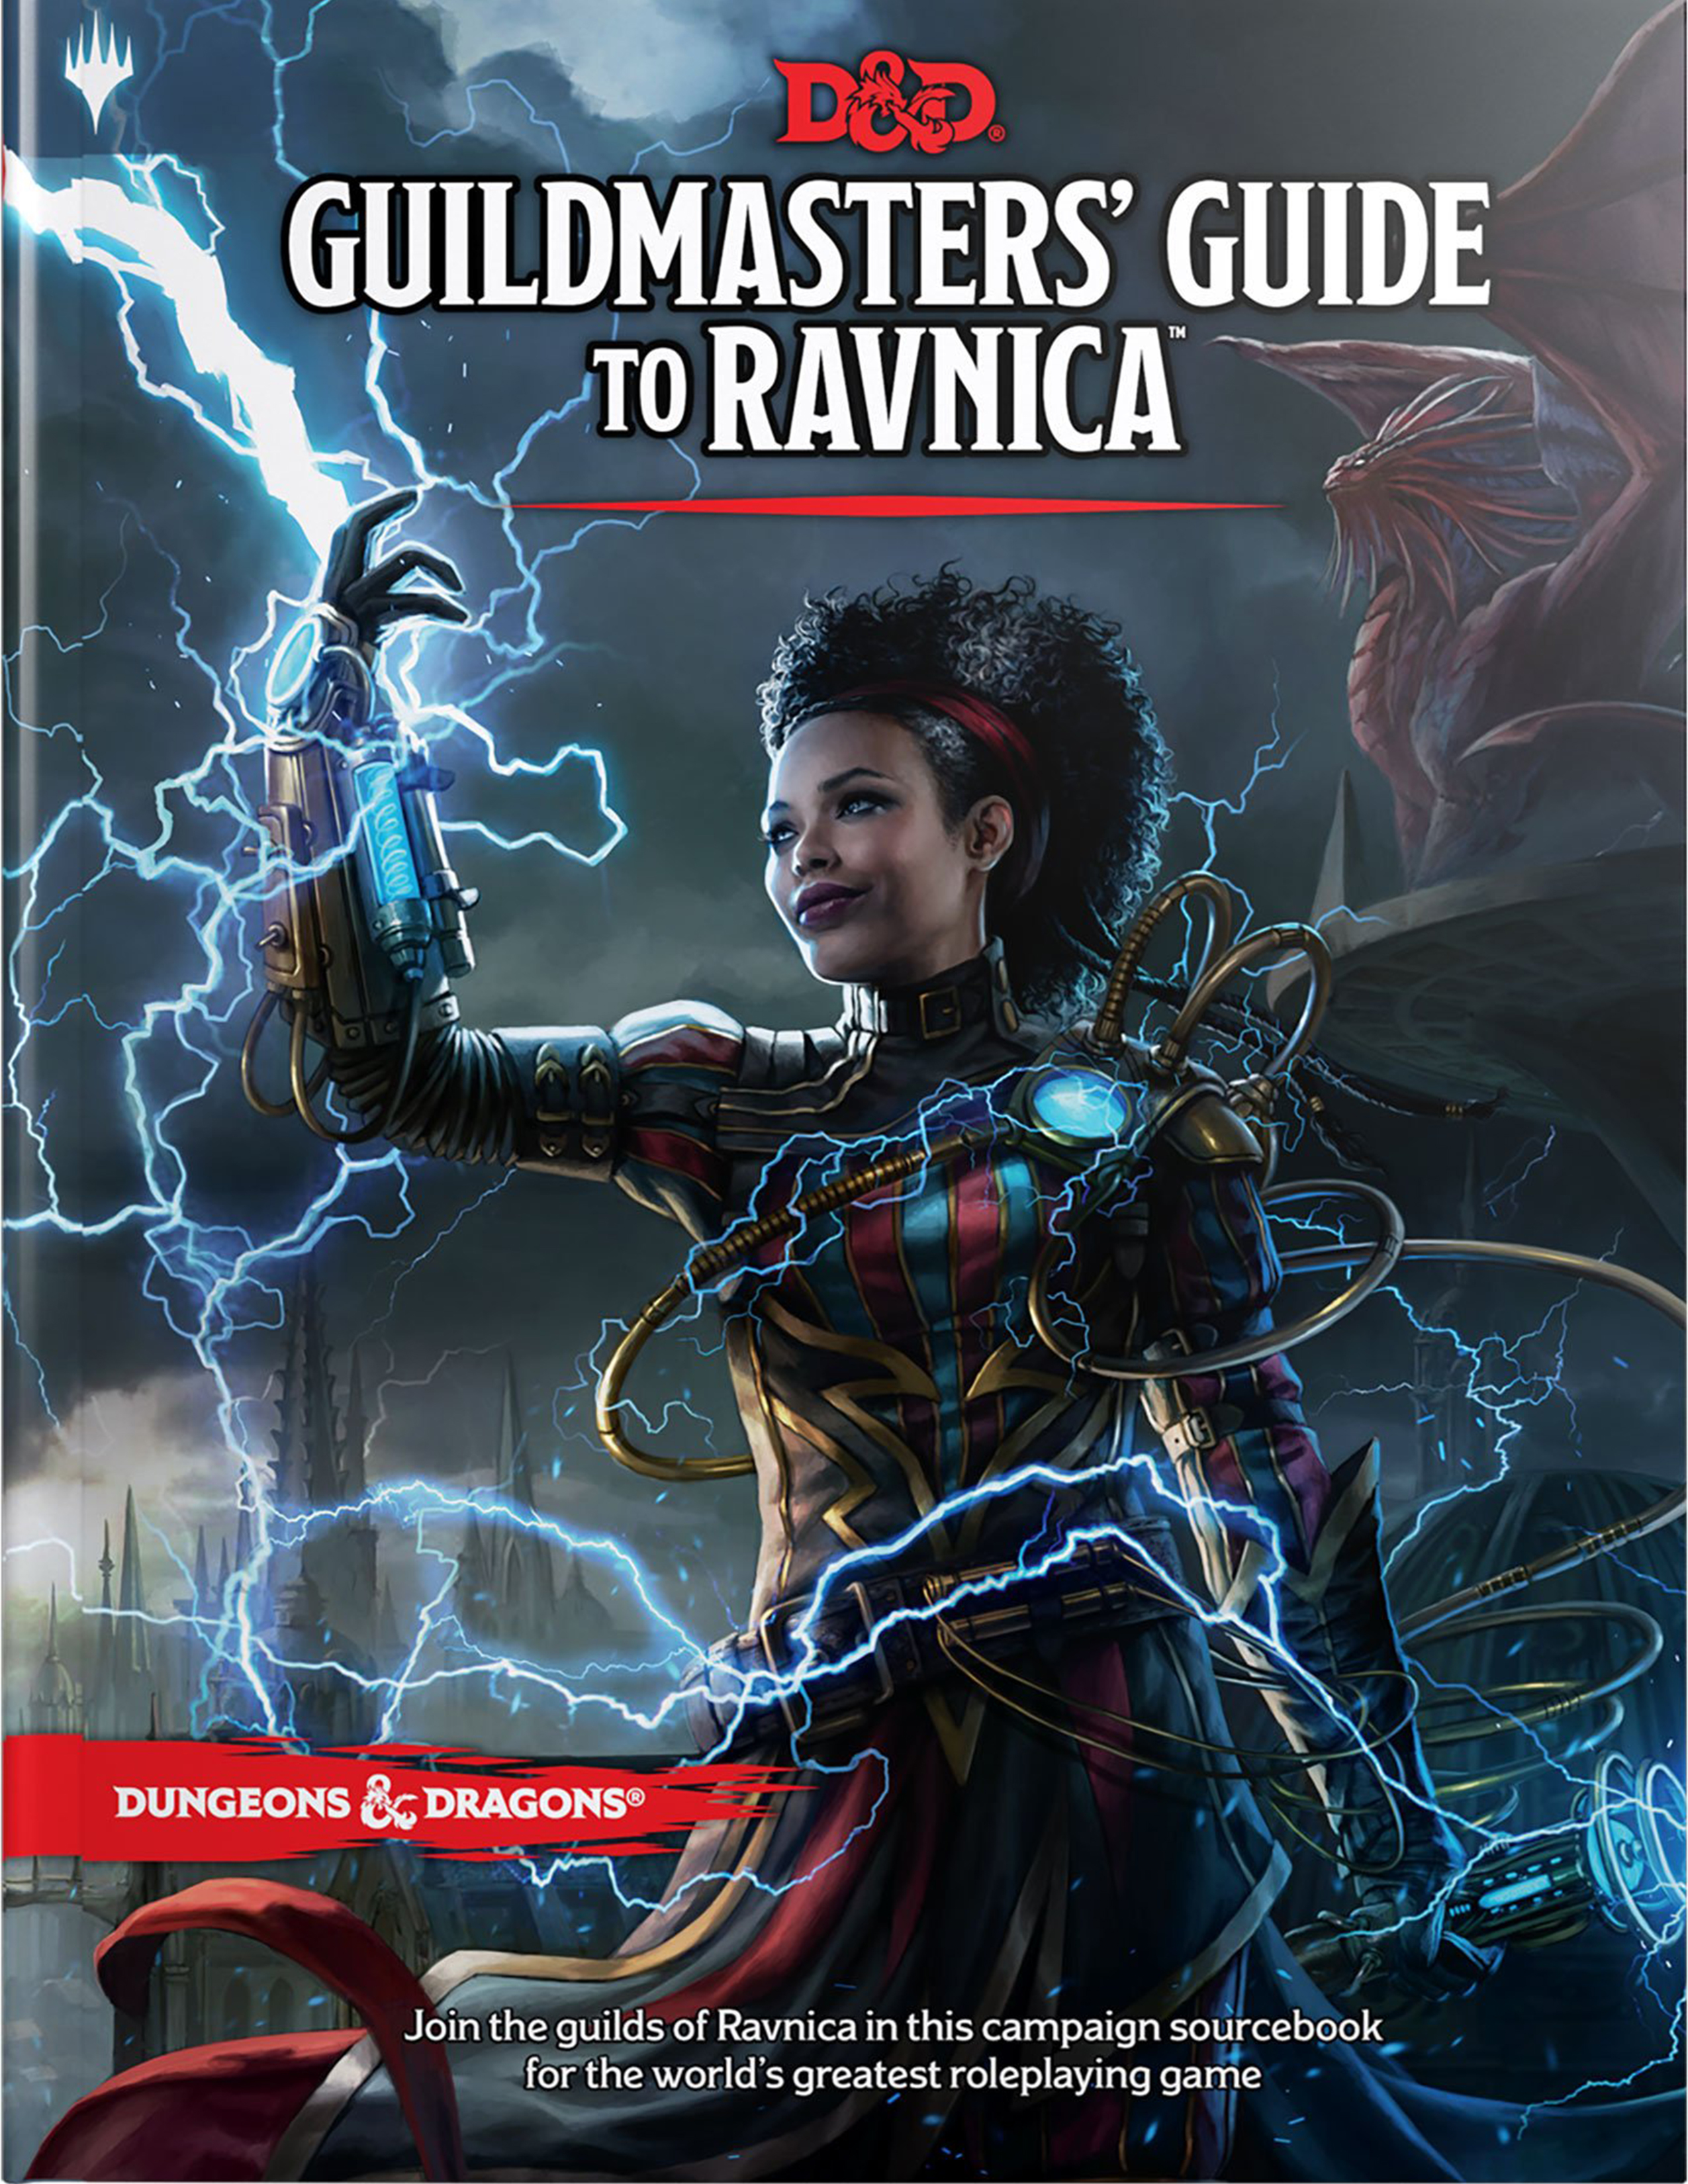 D&D®
GUILDMASTERS' GUIDE
TO RAVNICA™
DUNGEONS & DRAGONS®
Join the guilds of Ravnica in this campaign sourcebook
for the world's greatest roleplaying game